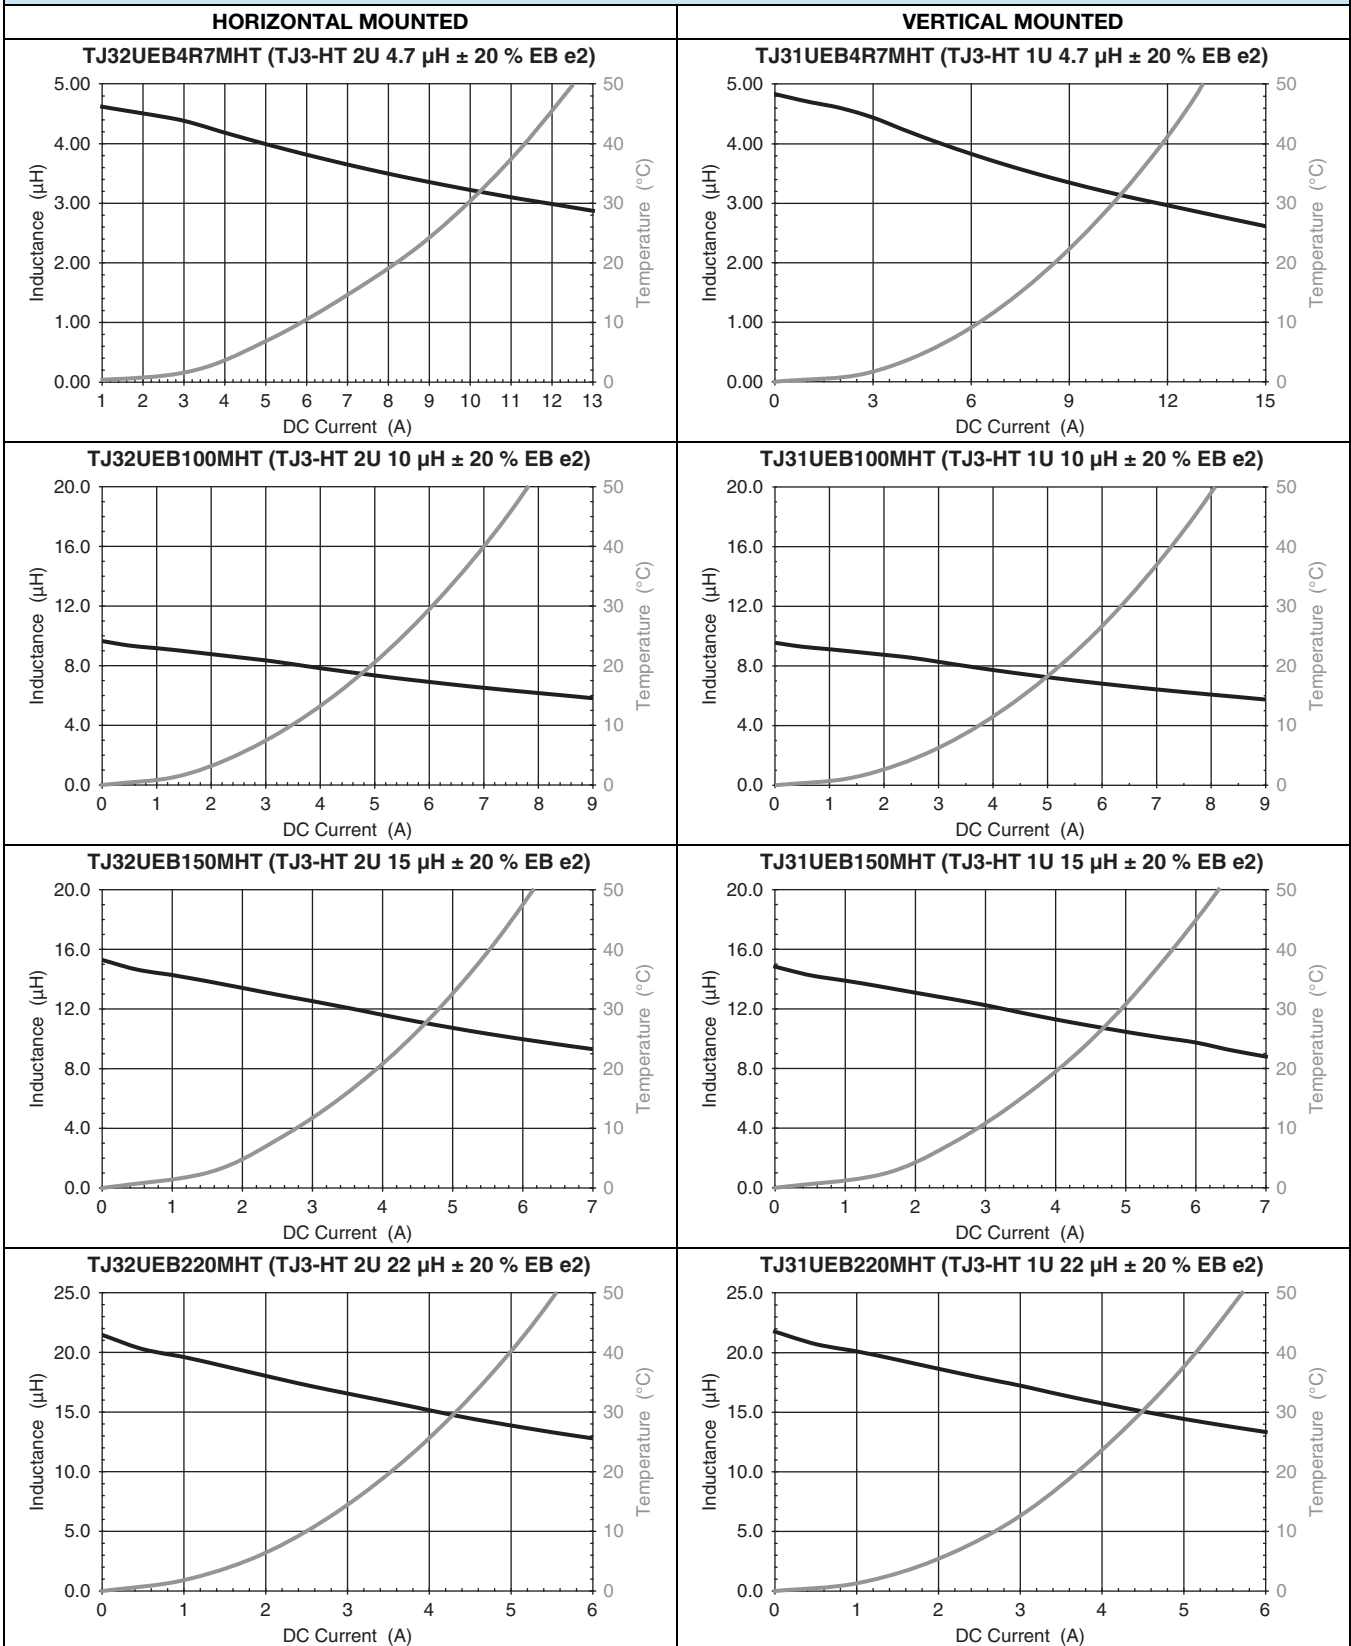 HORIZONTAL MOUNTED
VERTICAL MOUNTED
TJ32UEB4R7MHT (TJ3-HT 2U 4.7 µH ± 20 % EB e2)
5.00
4.00
3.00
2.00
1.00
0.00
Inductance (µH)
50
40
30
20
10
0
Temperature (°C)
1 2 3 4 5 6 7 8 9 10 11 12 13
DC Current (A)
TJ31UEB4R7MHT (TJ3-HT 1U 4.7 µH ± 20 % EB e2)
5.00
4.00
3.00
2.00
1.00
0.00
Inductance (µH)
50
40
30
20
10
0
Temperature (°C)
0 3 6 9 12 15
DC Current (A)
TJ32UEB100MHT (TJ3-HT 2U 10 µH ± 20 % EB e2)
20.0
16.0
12.0
8.0
4.0
0.0
Inductance (µH)
50
40
30
20
10
0
Temperature (°C)
0 1 2 3 4 5 6 7 8 9
DC Current (A)
TJ31UEB100MHT (TJ3-HT 1U 10 µH ± 20 % EB e2)
20.0
16.0
12.0
8.0
4.0
0.0
Inductance (µH)
50
40
30
20
10
0
Temperature (°C)
0 1 2 3 4 5 6 7 8 9
DC Current (A)
TJ32UEB150MHT (TJ3-HT 2U 15 µH ± 20 % EB e2)
20.0
16.0
12.0
8.0
4.0
0.0
Inductance (µH)
50
40
30
20
10
0
Temperature (°C)
0 1 2 3 4 5 6 7
DC Current (A)
TJ31UEB150MHT (TJ3-HT 1U 15 µH ± 20 % EB e2)
20.0
16.0
12.0
8.0
4.0
0.0
Inductance (µH)
50
40
30
20
10
0
Temperature (°C)
0 1 2 3 4 5 6 7
DC Current (A)
TJ32UEB220MHT (TJ3-HT 2U 22 µH ± 20 % EB e2)
25.0
20.0
15.0
10.0
5.0
0.0
Inductance (µH)
50
40
30
20
10
0
Temperature (°C)
0 1 2 3 4 5 6
DC Current (A)
TJ31UEB220MHT (TJ3-HT 1U 22 µH ± 20 % EB e2)
25.0
20.0
15.0
10.0
5.0
0.0
Inductance (µH)
50
40
30
20
10
0
Temperature (°C)
0 1 2 3 4 5 6
DC Current (A)